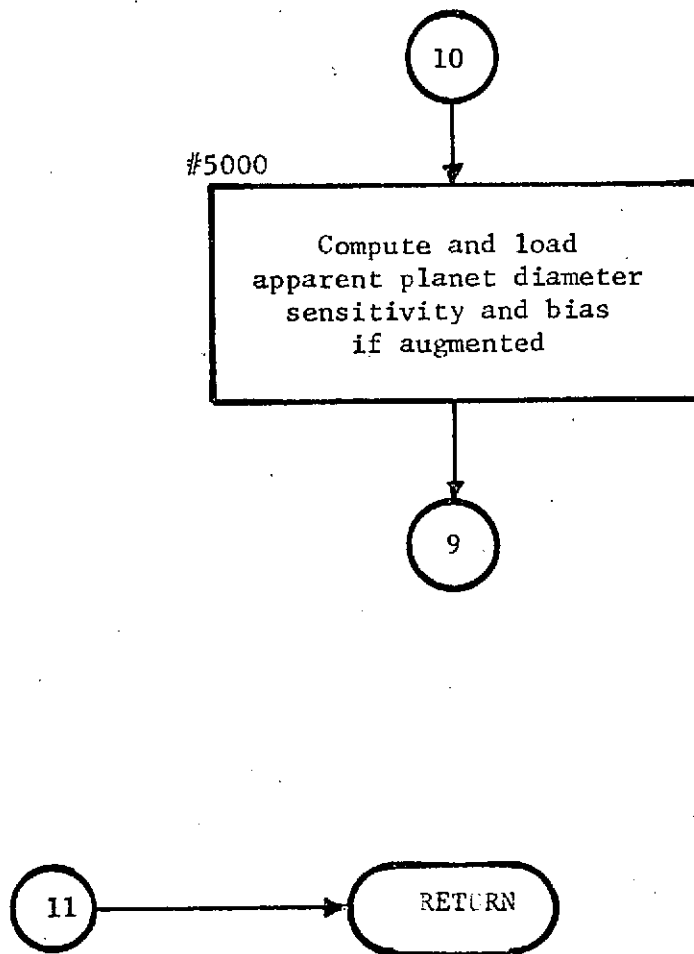 10
#5000
Compute and load
apparent planet diameter
sensitivity and bias
if augmented
9
11
RETURN